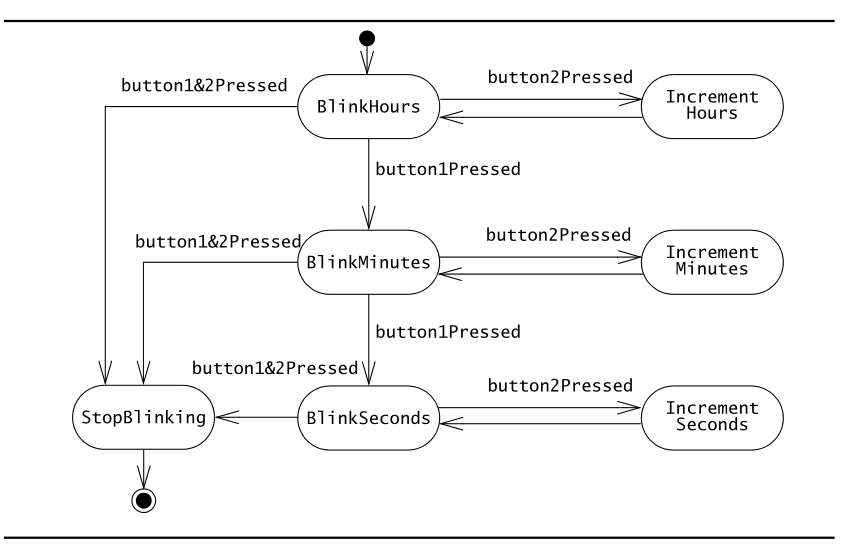 button1&2Pressed
button2Pressed
BlinkHours
Increment
Hours
button1Pressed
button1&2Pressed
button2Pressed
BlinkMinutes
Increment
Minutes
button1Pressed
button1&2Pressed
button2Pressed
StopBlinking
BlinkSeconds
Increment
Seconds